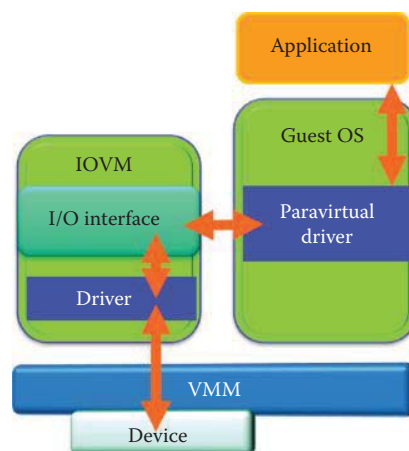 Application
Guest OS
IOVM
I/O interface
Paravirtual
driver
Driver
VMM
Device